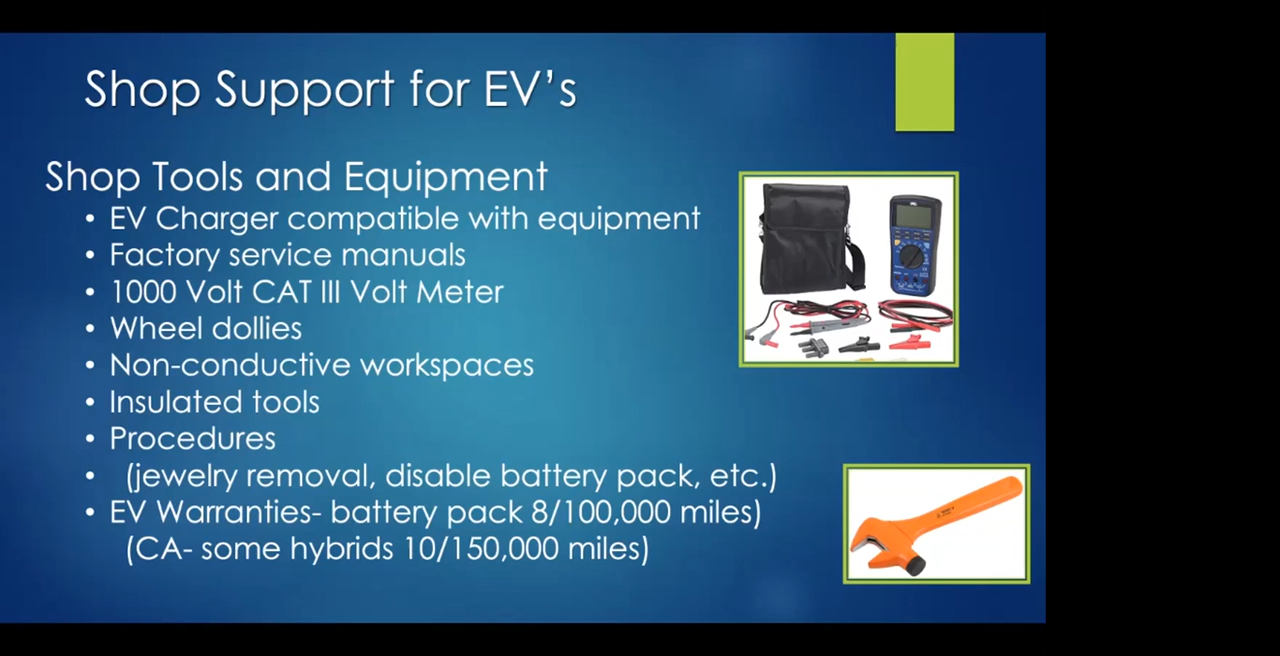 Shop Support for EV’s
Shop Tools and Equipment
• EV Charger compatible with equipment
• Factory service manuals
• 1000 Volt CAT III Volt Meter
• Wheel dollies
• Non-conductive workspaces
• Insulated tools
• Procedures
• (jewelry removal, disable battery pack, etc.)
• EV Warranties- battery pack 8/100,000 miles)
(CA- some hybrids 10/150,000 miles)